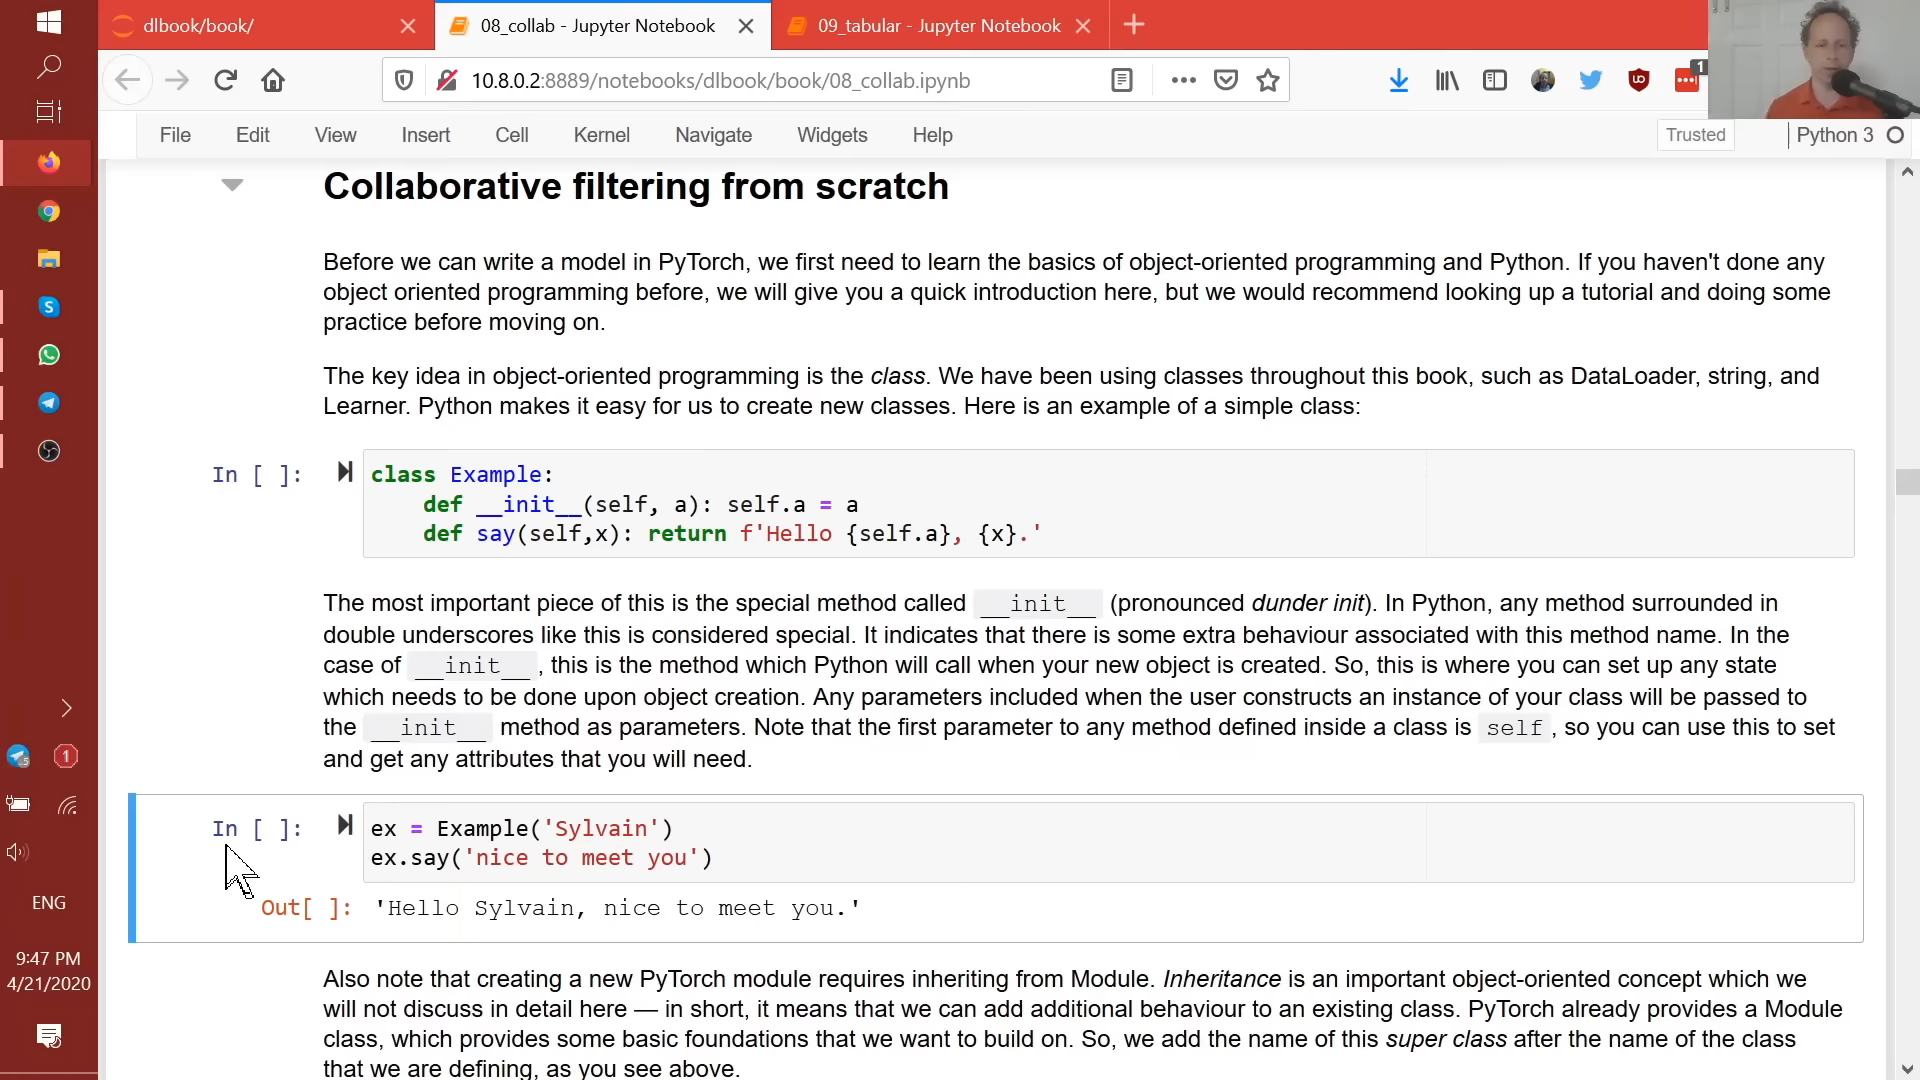 dlbook/book/
08_collab - Jupyter Notebook
09_tabular - Jupyter Notebook
10.8.0.2:8889/notebooks/dlbook/book/08_collab.ipynb
1
File Edit View Insert Cell Kernel Navigate Widgets Help
Trusted
Python 3
Collaborative filtering from scratch
Before we can write a model in PyTorch, we first need to learn the basics of object-oriented programming and Python. If you haven't done any
object oriented programming before, we will give you a quick introduction here, but we would recommend looking up a tutorial and doing some
practice before moving on.
The key idea in object-oriented programming is the class. We have been using classes throughout this book, such as DataLoader, string, and
Learner. Python makes it easy for us to create new classes. Here is an example of a simple class:
In [ ]:
class Example:
    def __init__(self, a): self.a = a
    def say(self,x): return f'Hello {self.a}, {x}.'
The most important piece of this is the special method called __init__ (pronounced dunder init). In Python, any method surrounded in
double underscores like this is considered special. It indicates that there is some extra behaviour associated with this method name. In the
case of __init__, this is the method which Python will call when your new object is created. So, this is where you can set up any state
which needs to be done upon object creation. Any parameters included when the user constructs an instance of your class will be passed to
the __init__ method as parameters. Note that the first parameter to any method defined inside a class is self, so you can use this to set
and get any attributes that you will need.
In [ ]:
ex = Example('Sylvain')
ex.say('nice to meet you')
Out[ ]: 'Hello Sylvain, nice to meet you.'
Also note that creating a new PyTorch module requires inheriting from Module. Inheritance is an important object-oriented concept which we
will not discuss in detail here — in short, it means that we can add additional behaviour to an existing class. PyTorch already provides a Module
class, which provides some basic foundations that we want to build on. So, we add the name of this super class after the name of the class
that we are defining, as you see above.
1
ENG
9:47 PM
4/21/2020